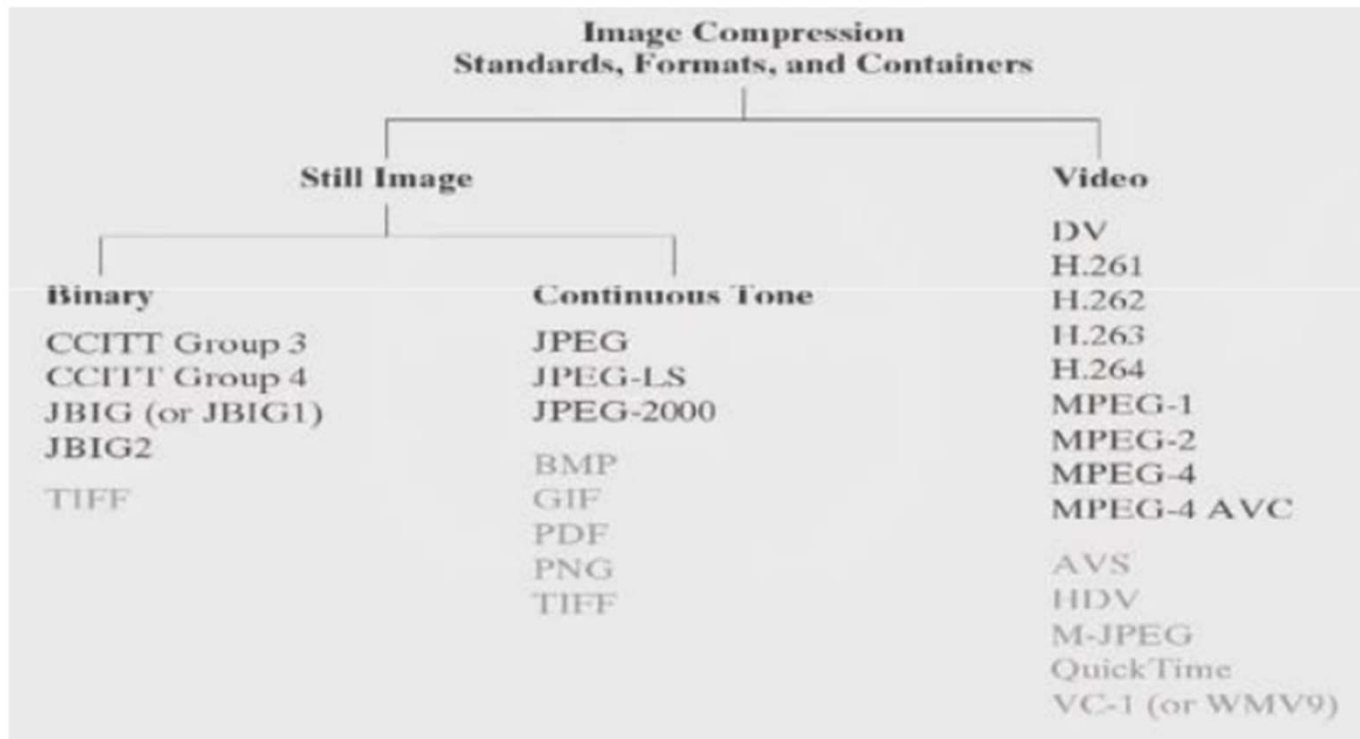 Image Compression
Standards, Formats, and Containers
Still Image
Video
Binary
CCITT Group 3
CCITT Group 4
JBIG (or JBIG1)
JBIG2
TIFF
Continuous Tone
JPEG
JPEG-LS
JPEG-2000
BMP
GIF
PDF
PNG
TIFF
DV
H.261
H.262
H.263
H.264
MPEG-1
MPEG-2
MPEG-4
MPEG-4 AVC
AVS
HDV
M-JPEG
QuickTime
VC-1 (or WMV9)